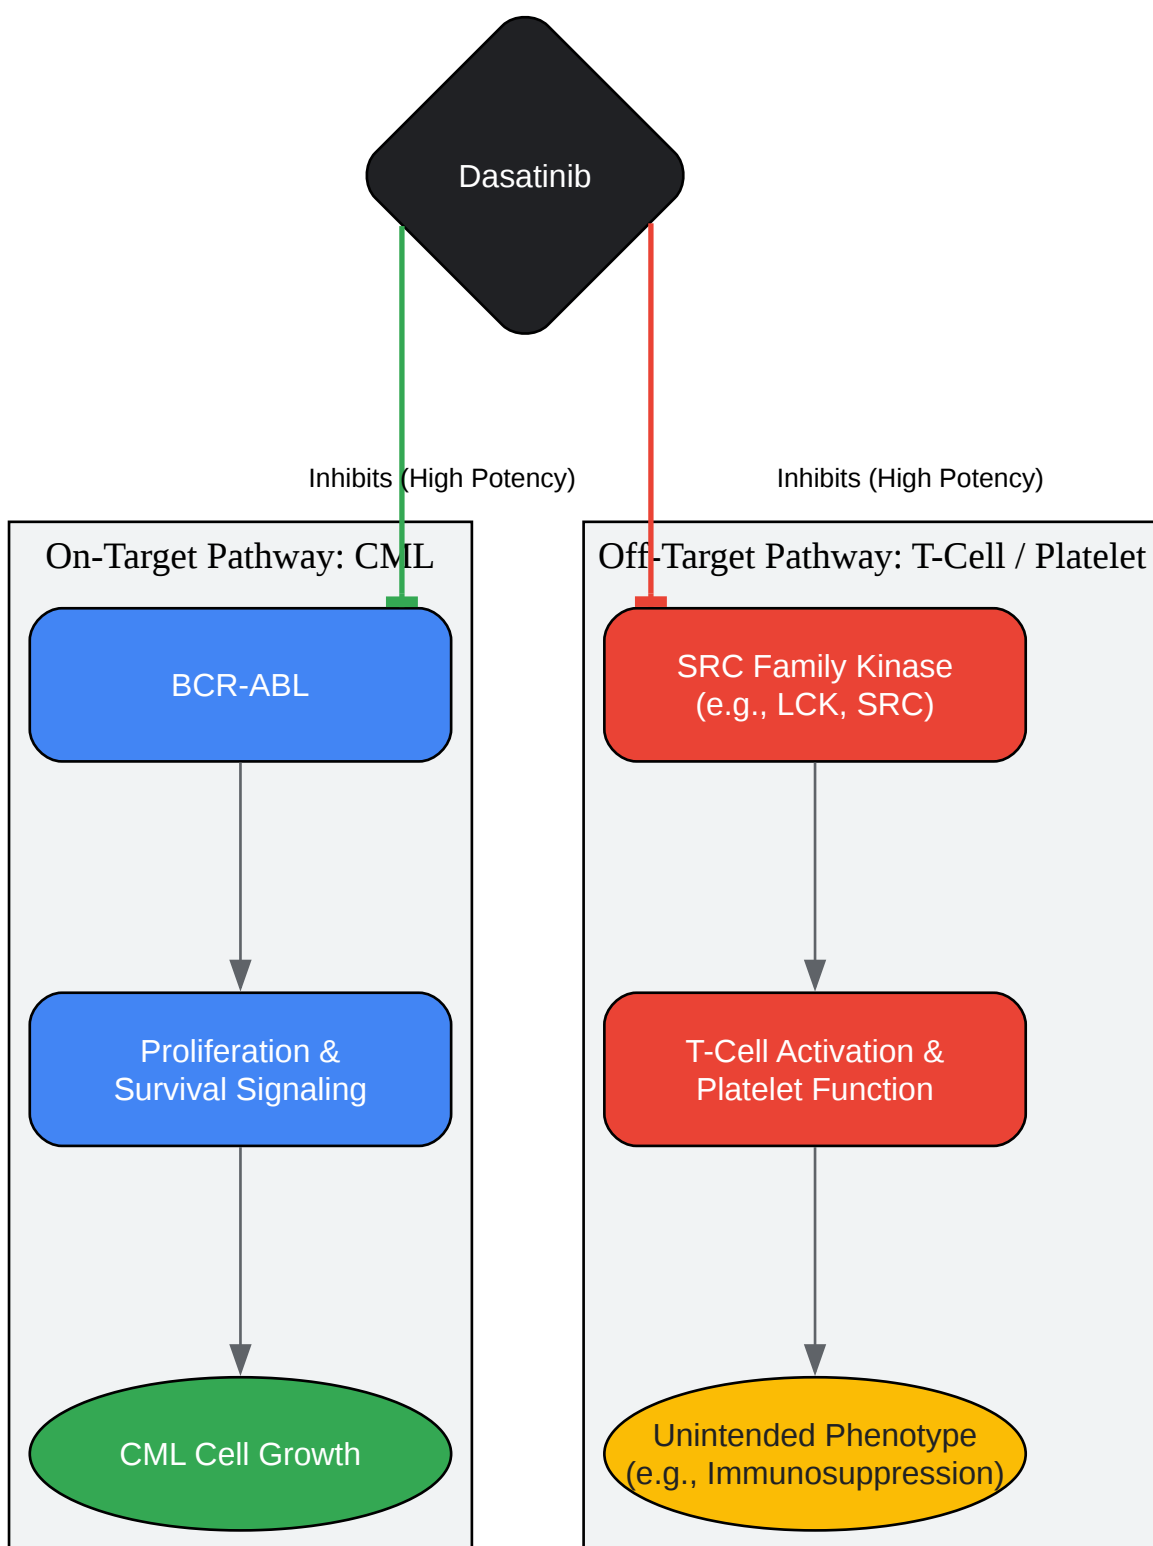 Dasatinib
Inhibits (High Potency)
Inhibits (High Potency)
On-Target Pathway: CML
BCR-ABL
Proliferation &
Survival Signaling
CML Cell Growth
Off-Target Pathway: T-Cell / Platelet
SRC Family Kinase
(e.g., LCK, SRC)
T-Cell Activation &
Platelet Function
Unintended Phenotype
(e.g., Immunosuppression)